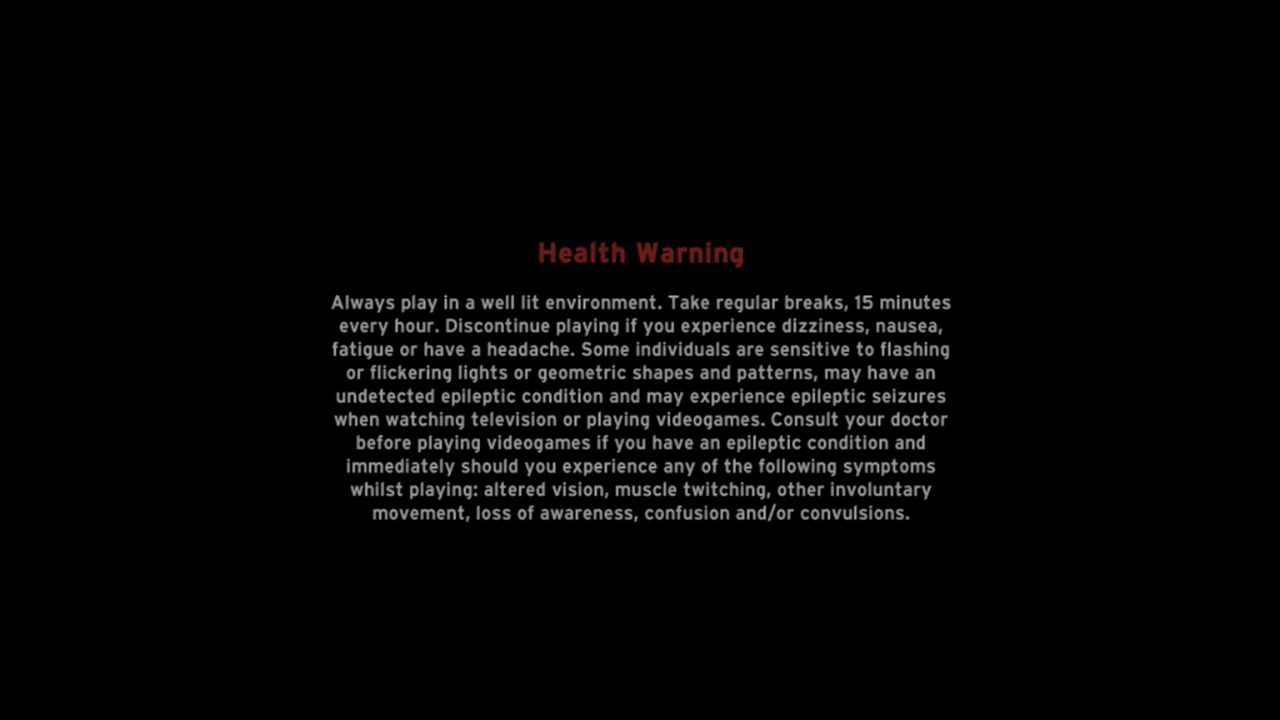 Health Warning
Always play in a well lit environment. Take regular breaks, 15 minutes
every hour. Discontinue playing if you experience dizziness, nausea,
fatigue or have a headache. Some individuals are sensitive to flashing
or flickering lights or geometric shapes and patterns, may have an
undetected epileptic condition and may experience epileptic seizures
when watching television or playing videogames. Consult your doctor
before playing videogames if you have an epileptic condition and
immediately should you experience any of the following symptoms
whilst playing: altered vision, muscle twitching, other involuntary
movement, loss of awareness, confusion and/or convulsions.